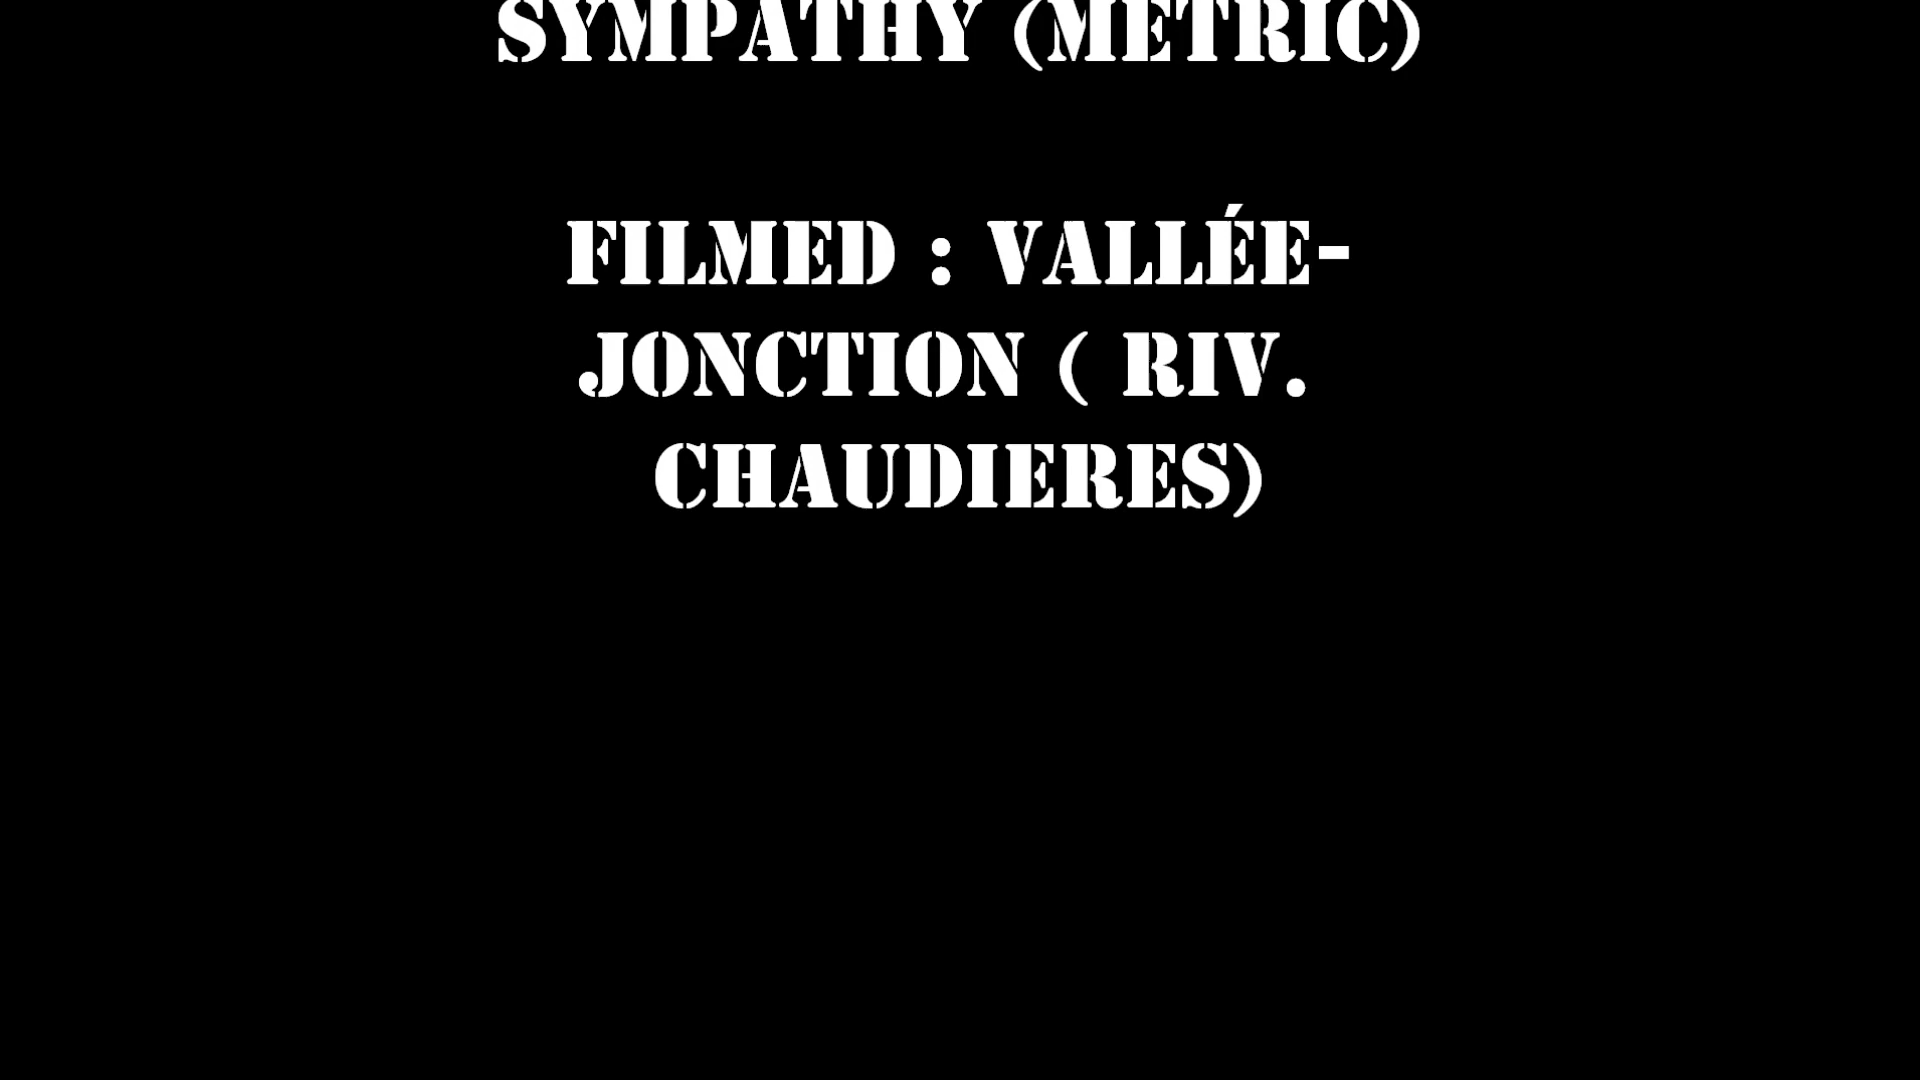 SYMPATHY (METRIC)
FILMED : VALLÉE-
JONCTION ( RIV.
CHAUDIERES)